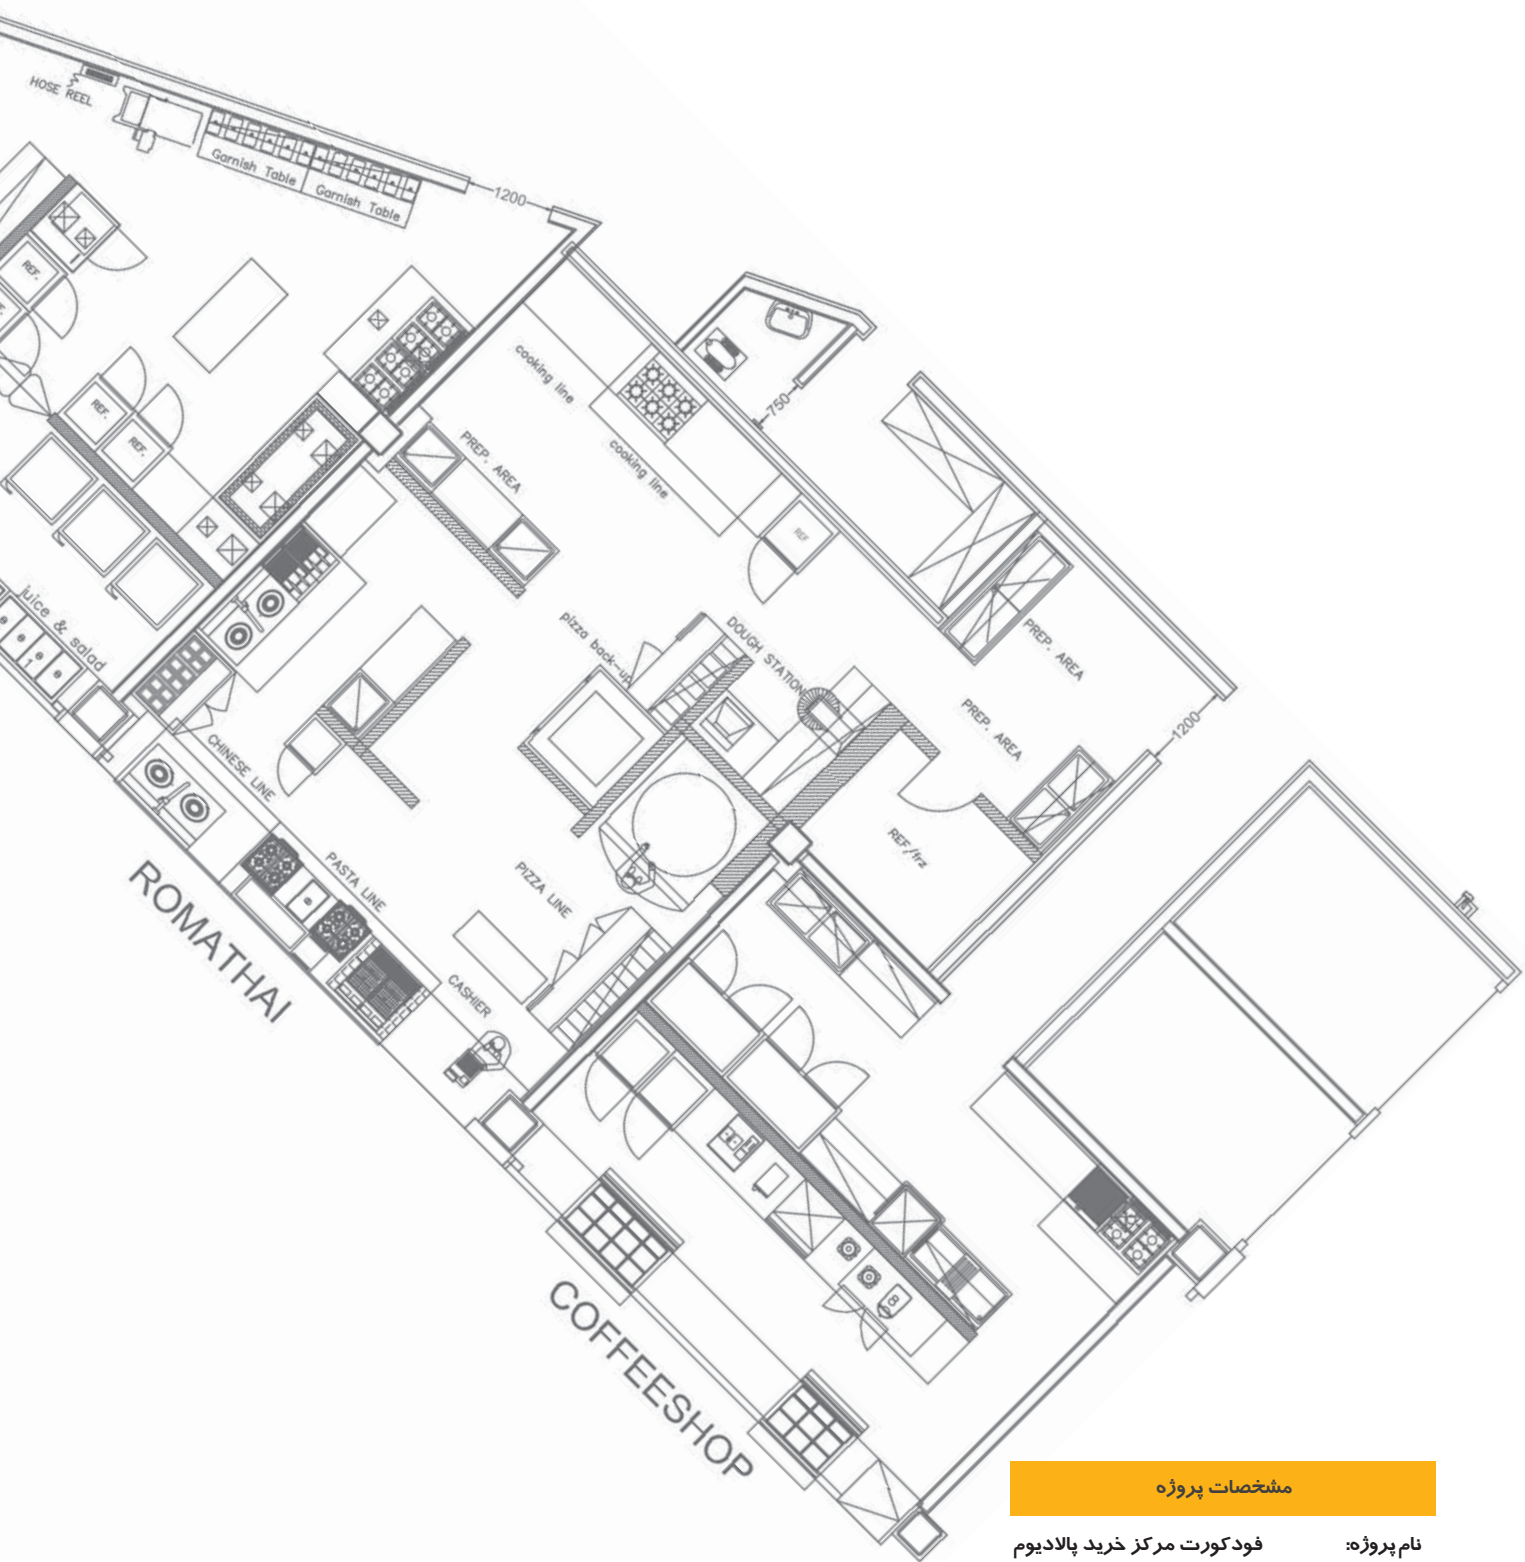 HOSE REEL
Garnish Table
Garnish Table
1200
REF.
REF.
REF.
cooking line
cooking line
750
PREP. AREA
REF
juice & salad
1
pizza back-up
DOUGH STATION
PREP. AREA
PREP. AREA
1200
CHINESE LINE
REF/frz
PASTA LINE
PIZZA LINE
ROMATHAI
CASHIER
8
COFFEESHOP
مشخصات پروژه
نام پروژه: فودکورت مرکز خرید پالادیوم